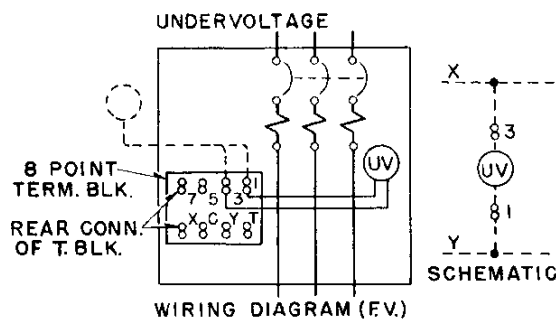 UNDERVOLTAGE
X
3
UV
1
Y
SCHEMATIC
UV
8 POINT
TERM. BLK.
7 5 3 1
X C Y T
REAR CONN.
OF T. BLK.
WIRING DIAGRAM (F.V.)